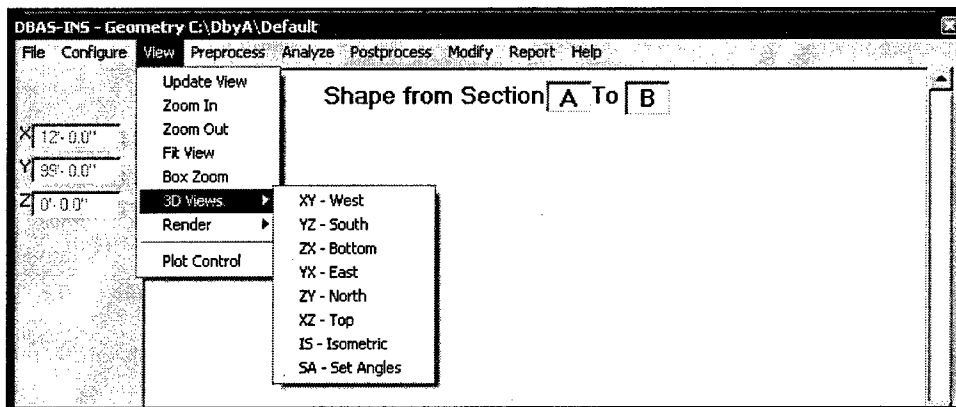 DBAS-INS - Geometry C:\DbyA\Default
File Configure View Preprocess Analyze Postprocess Modify Report Help
Shape from Section A To B
X 12'- 0.0"
Y 99'- 0.0"
Z 0'- 0.0"
Update View
Zoom In
Zoom Out
Fit View
Box Zoom
3D Views
Render
Plot Control
XY - West
YZ - South
ZX - Bottom
YX - East
ZY - North
XZ - Top
IS - Isometric
SA - Set Angles